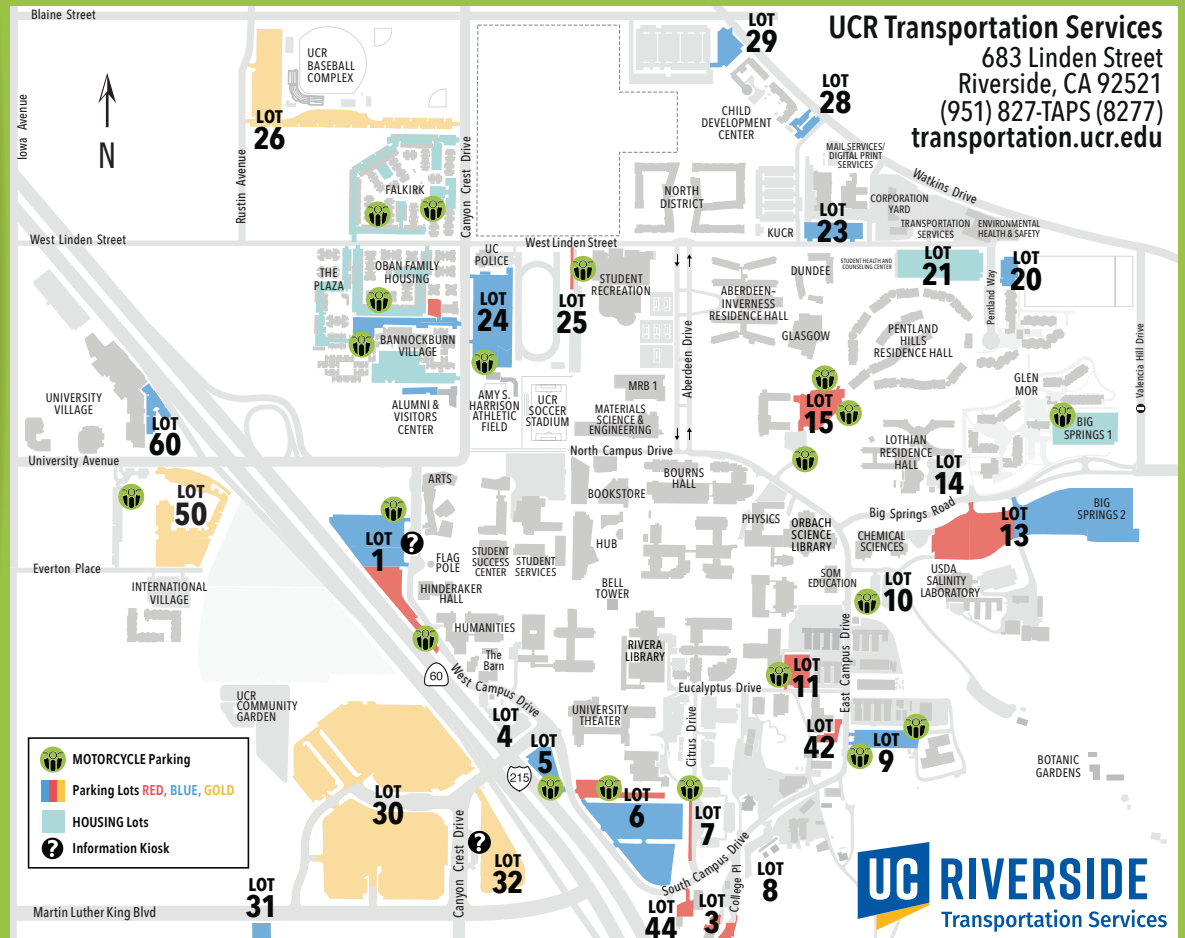 Blaine Street
UCR Transportation Services
683 Linden Street
Riverside, CA 92521
(951) 827-TAPS (8277)
transportation.ucr.edu
LOT
29
UCR
BASEBALL
COMPLEX
Iowa Avenue
N
LOT
26
Rustin Avenue
Canyon Crest Drive
CHILD
DEVELOPMENT
CENTER
LOT
28
MAIL SERVICES/
DIGITAL PRINT
SERVICES
Watkins Drive
FALKIRK
NORTH
DISTRICT
CORPORATION
YARD
LOT
23
KUCR
TRANSPORTATION
SERVICES
ENVIRONMENTAL
HEALTH & SAFETY
West Linden Street
West Linden Street
UC
POLICE
THE
PLAZA
OBAN FAMILY
HOUSING
LOT
24
LOT
25
STUDENT
RECREATION
ABERDEEN-
INVERNESS
RESIDENCE HALL
DUNDEE
STUDENT HEALTH AND
COUNSELING CENTER
LOT
21
LOT
20
Pentland Way
GLASGOW
PENTLAND
HILLS
RESIDENCE HALL
Aberdeen Drive
Valencia Hill Drive
BANNOCKBURN
VILLAGE
UNIVERSITY
VILLAGE
LOT
60
ALUMNI &
VISITORS
CENTER
AMY S.
HARRISON
ATHLETIC
FIELD
UCR
SOCCER
STADIUM
MRB 1
MATERIALS
SCIENCE &
ENGINEERING
LOT
15
GLEN
MOR
BIG
SPRINGS 1
LOTHIAN
RESIDENCE
HALL
LOT
14
University Avenue
North Campus Drive
ARTS
BOURNS
HALL
BOOKSTORE
LOT
50
Big Springs Road
PHYSICS
ORBACH
SCIENCE
LIBRARY
CHEMICAL
SCIENCES
LOT
13
BIG
SPRINGS 2
LOT
1
FLAG
POLE
STUDENT
SUCCESS
CENTER
STUDENT
SERVICES
HUB
Everton Place
INTERNATIONAL
VILLAGE
HINDERAKER
HALL
BELL
TOWER
SOM
EDUCATION
LOT
10
USDA
SALINITY
LABORATORY
HUMANITIES
The
Barn
RIVERA
LIBRARY
East Campus Drive
60
West Campus Drive
LOT
11
Eucalyptus Drive
UCR
COMMUNITY
GARDEN
LOT
4
UNIVERSITY
THEATER
Citrus Drive
LOT
42
LOT
9
LOT
5
215
BOTANIC
GARDENS
MOTORCYCLE Parking
Parking Lots RED, BLUE, GOLD
HOUSING Lots
Information Kiosk
LOT
30
LOT
6
LOT
7
Canyon Crest Drive
LOT
32
South Campus Drive
College Pl
LOT
8
LOT
31
Martin Luther King Blvd
LOT
44
LOT
3
UC RIVERSIDE
Transportation Services